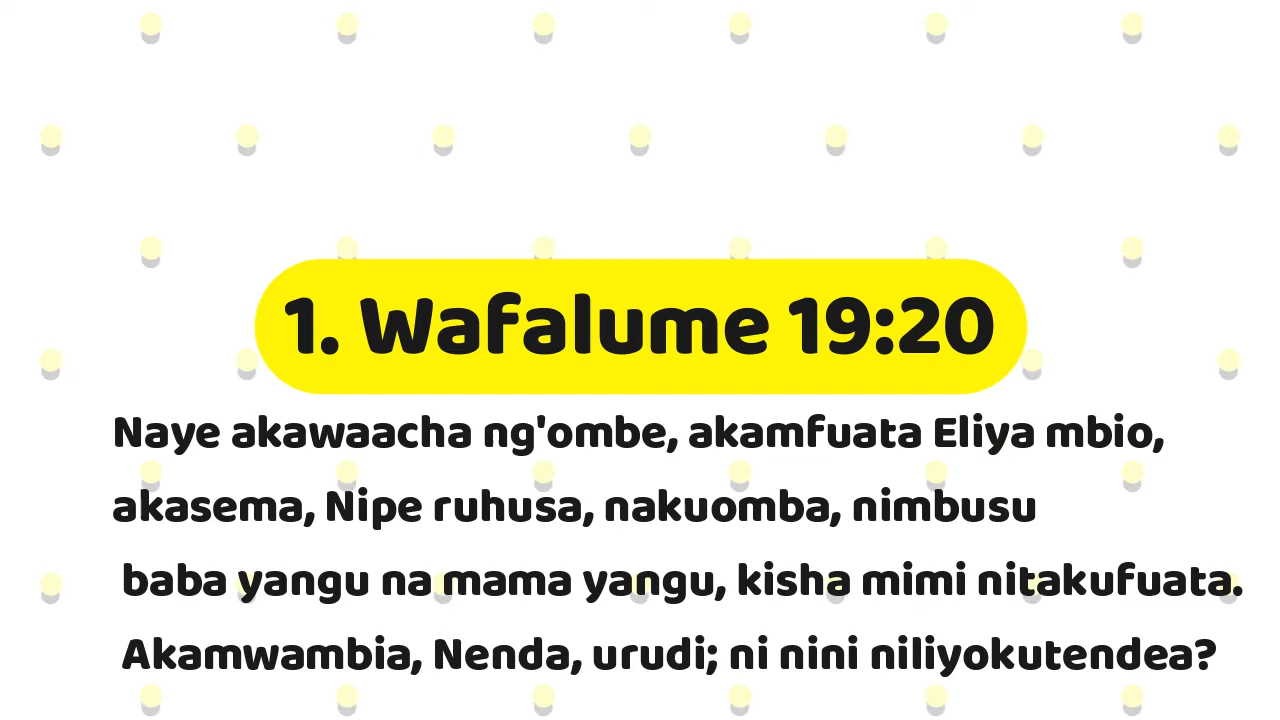 1. Wafalume 19:20
Naye akawaacha ng'ombe, akamfuata Eliya mbio,
akasema, Nipe ruhusa, nakuomba, nimbusu
baba yangu na mama yangu, kisha mimi nitakufuata.
Akamwambia, Nenda, urudi; ni nini niliyokutendea?